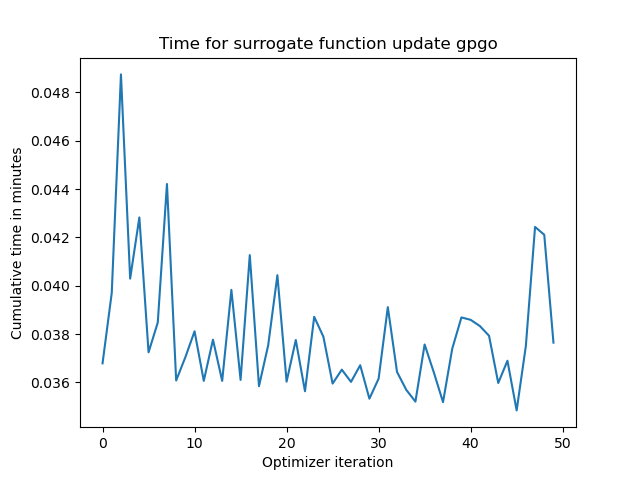 Time for surrogate function update gpgo
Cumulative time in minutes
0.048
0.046
0.044
0.042
0.040
0.038
0.036
0 10 20 30 40 50
Optimizer iteration